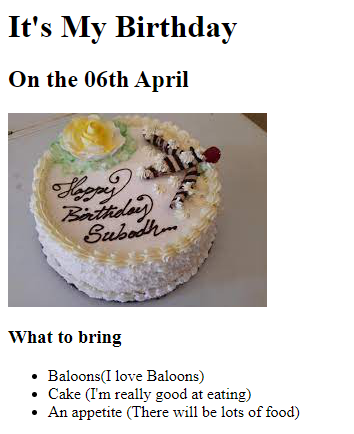 It's My Birthday
On the 06th April
Happy
Birthday
Subodh...
What to bring
Baloons(I love Baloons)
Cake (I'm really good at eating)
An appetite (There will be lots of food)